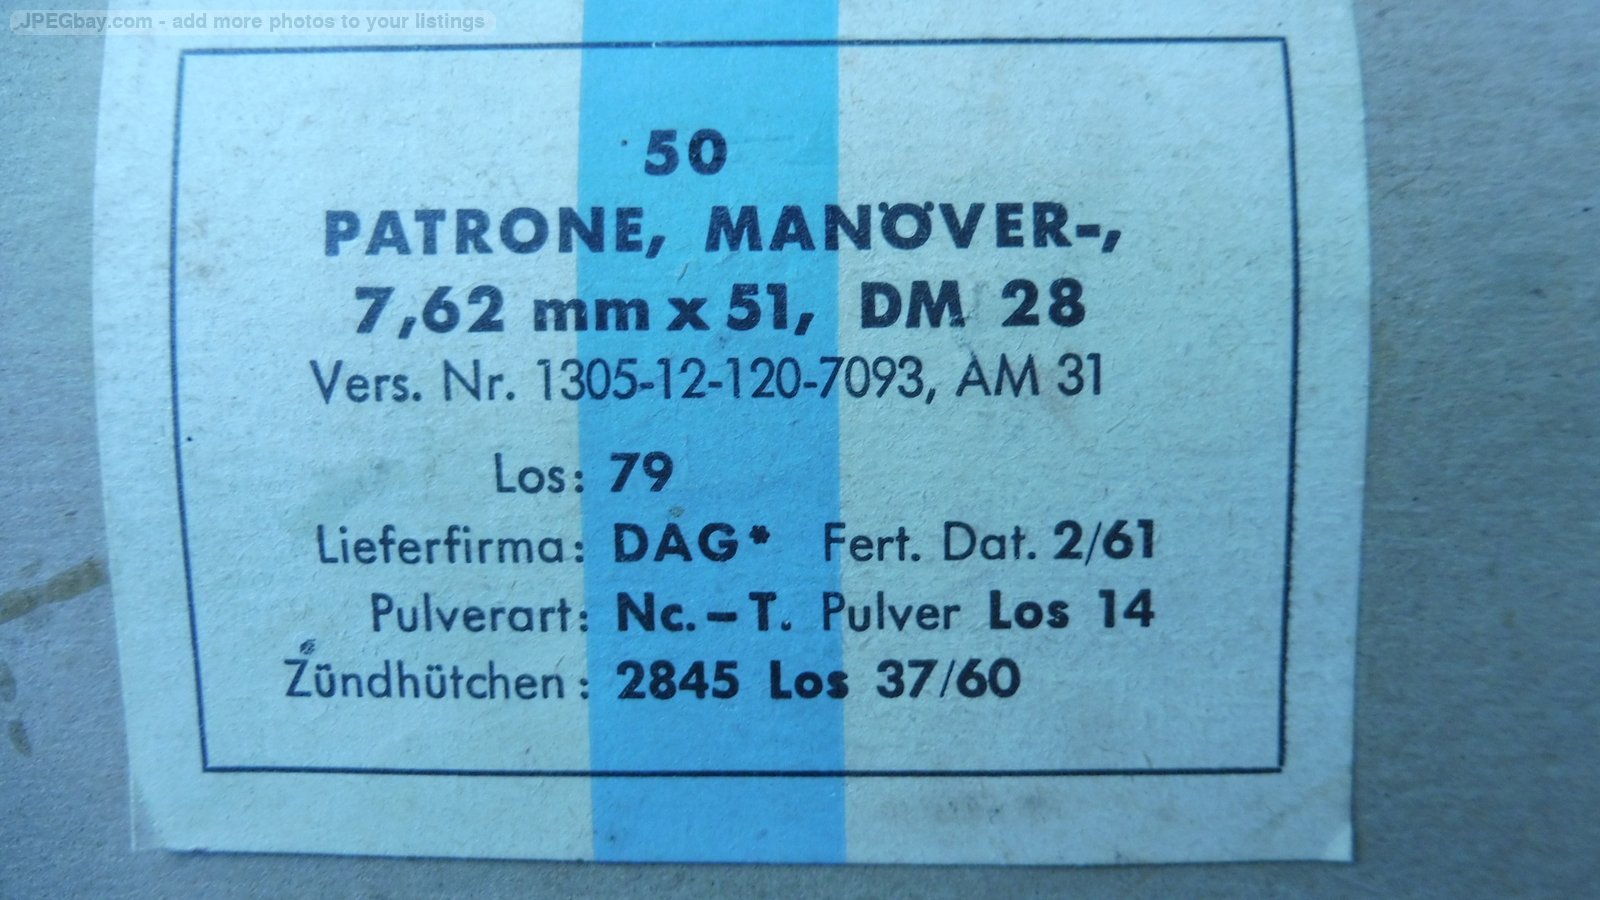 JPEGbay.com - add more photos to your listings
50
PATRONE, MANÖVER-,
7,62 mm x 51, DM 28
Vers. Nr. 1305-12-120-7093, AM 31
Los: 79
Lieferfirma: DAG* Fert. Dat. 2/61
Pulverart: Nc. – T. Pulver Los 14
Zündhütchen: 2845 Los 37/60